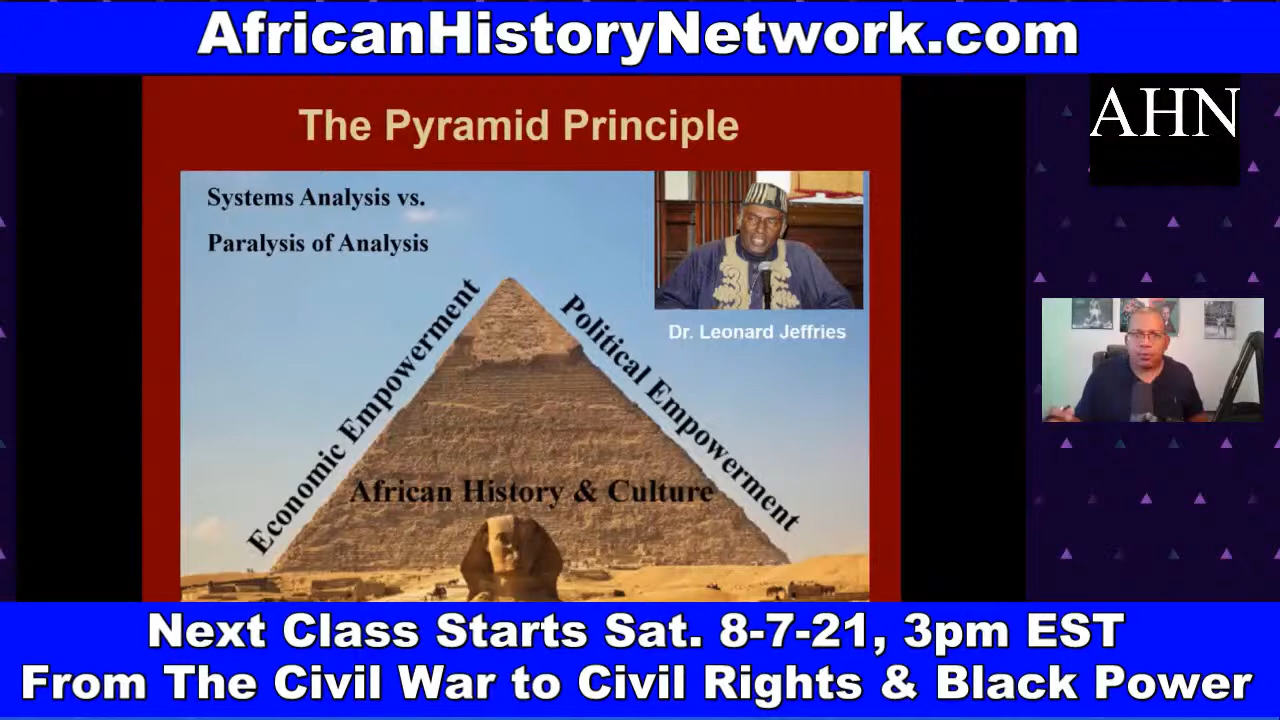 AfricanHistoryNetwork.com
AHN
The Pyramid Principle
Systems Analysis vs.
Paralysis of Analysis
Dr. Leonard Jeffries
Economic Empowerment
Political Empowerment
African History & Culture
Next Class Starts Sat. 8-7-21, 3pm EST
From The Civil War to Civil Rights & Black Power